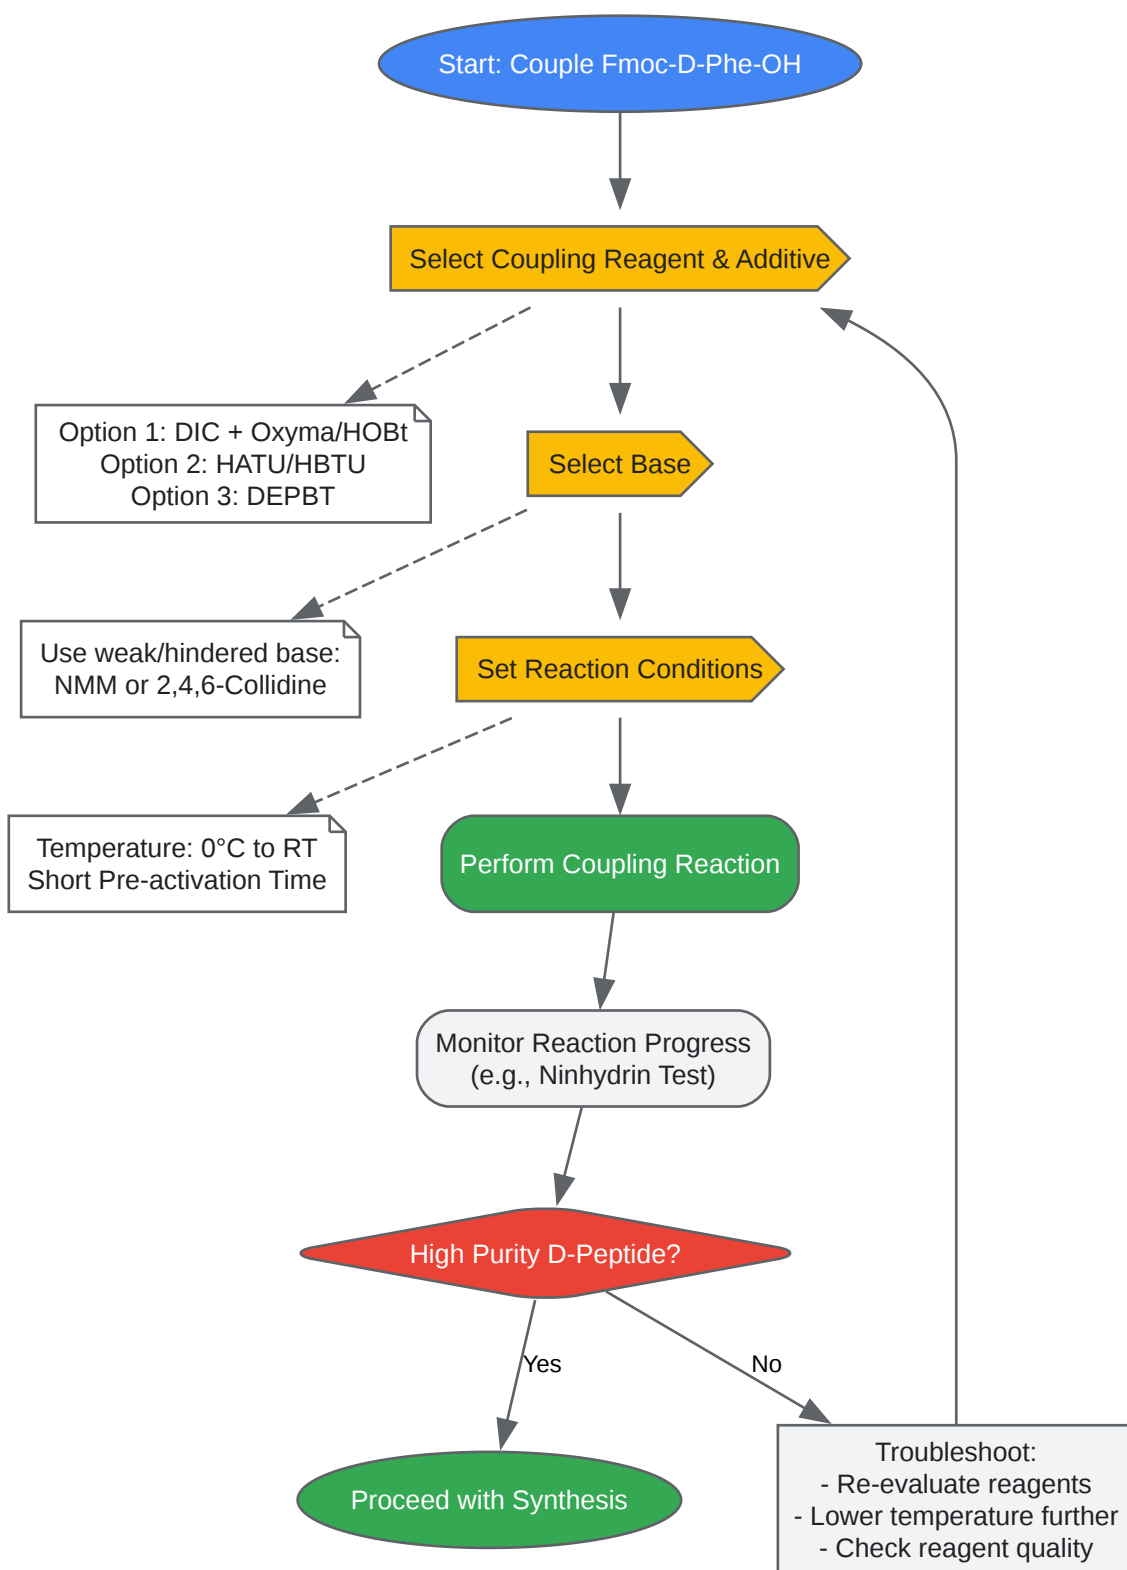 Start: Couple Fmoc-D-Phe-OH
Select Coupling Reagent & Additive
Option 1: DIC + Oxyma/HOBt
Option 2: HATU/HBTU
Option 3: DEPBT
Select Base
Use weak/hindered base:
NMM or 2,4,6-Collidine
Set Reaction Conditions
Temperature: 0°C to RT
Short Pre-activation Time
Perform Coupling Reaction
Monitor Reaction Progress
(e.g., Ninhydrin Test)
High Purity D-Peptide?
Yes
No
Proceed with Synthesis
Troubleshoot:
- Re-evaluate reagents
- Lower temperature further
- Check reagent quality